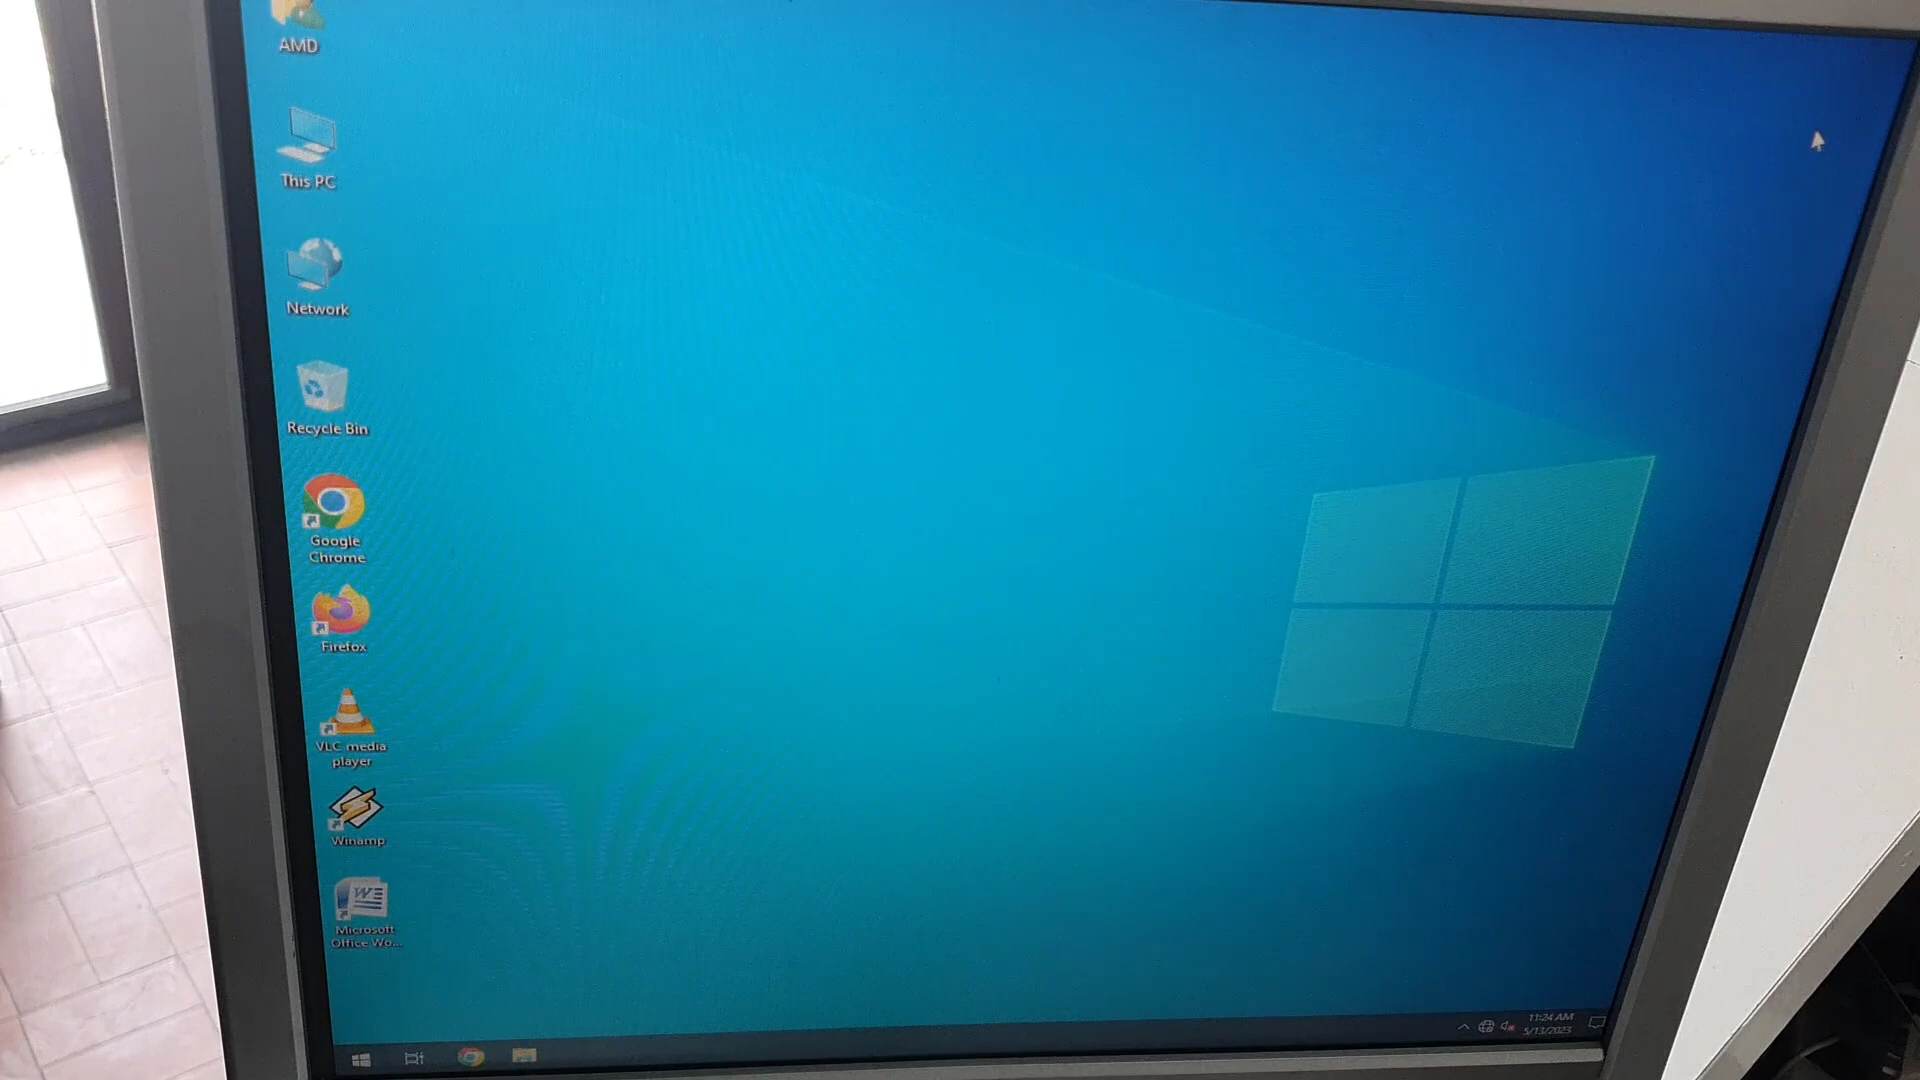 AMD
This PC
Network
Recycle Bin
Google
Chrome
Firefox
VLC media
player
Winamp
Microsoft
Office Wo...
11:24 AM
5/13/2023